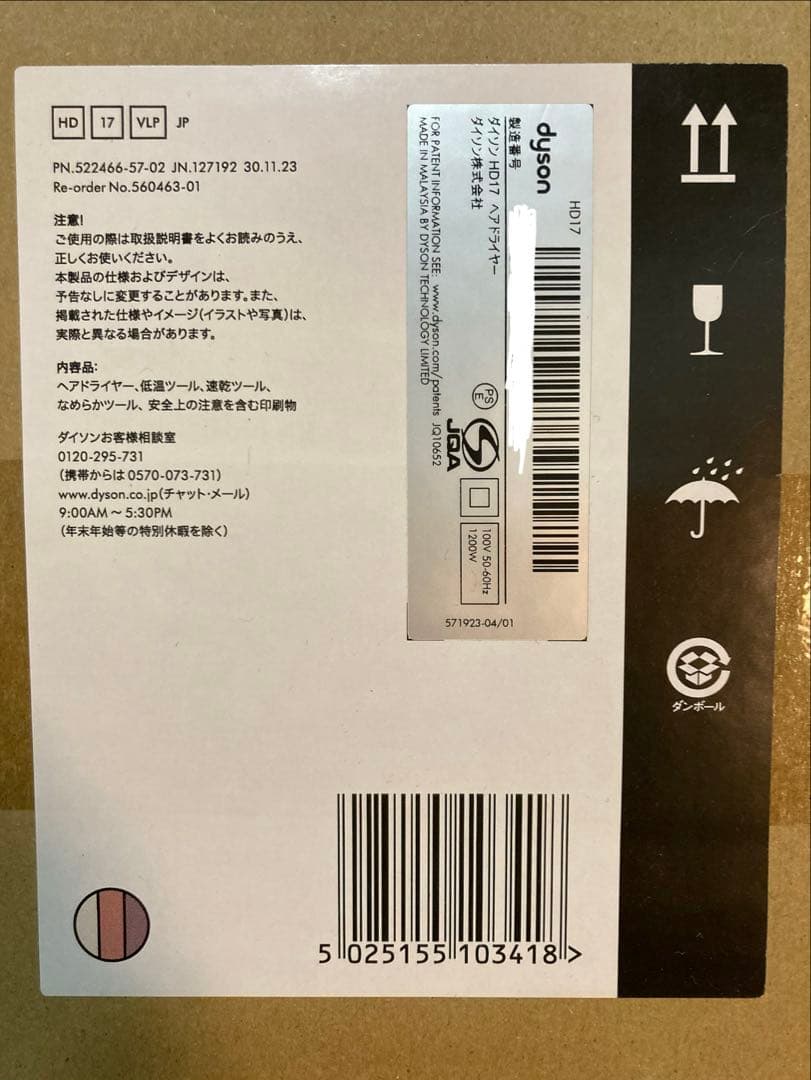 HD 17 VLP JP
PN.522466-57-02 JN.127192 30.11.23
Re-order No.560463-01
注意!
ご使用の際は取扱説明書をよくお読みのうえ、
正しくお使いください。
本製品の仕様およびデザインは、
予告なしに変更することがあります。また、
掲載された仕様やイメージ(イラストや写真)は、
実際と異なる場合があります。
内容品:
ヘアドライヤー、低温ツール、速乾ツール、
なめらかツール、安全上の注意を含む印刷物
ダイソンお客様相談室
0120-295-731
(携帯からは 0570-073-731)
www.dyson.co.jp(チャット・メール)
9:00AM～5:30PM
(年末年始等の特別休暇を除く)
HD17
dyson
製造番号
ダイソン HD17 ヘアドライヤー
ダイソン株式会社
FOR PATENT INFORMATION SEE: www.dyson.com/patents JQ10652
MADE IN MALAYSIA BY DYSON TECHNOLOGY LIMITED
PS
E
JQA
100V 50-60Hz
1200W
571923-04/01
ダンボール
5 025155 103418 >